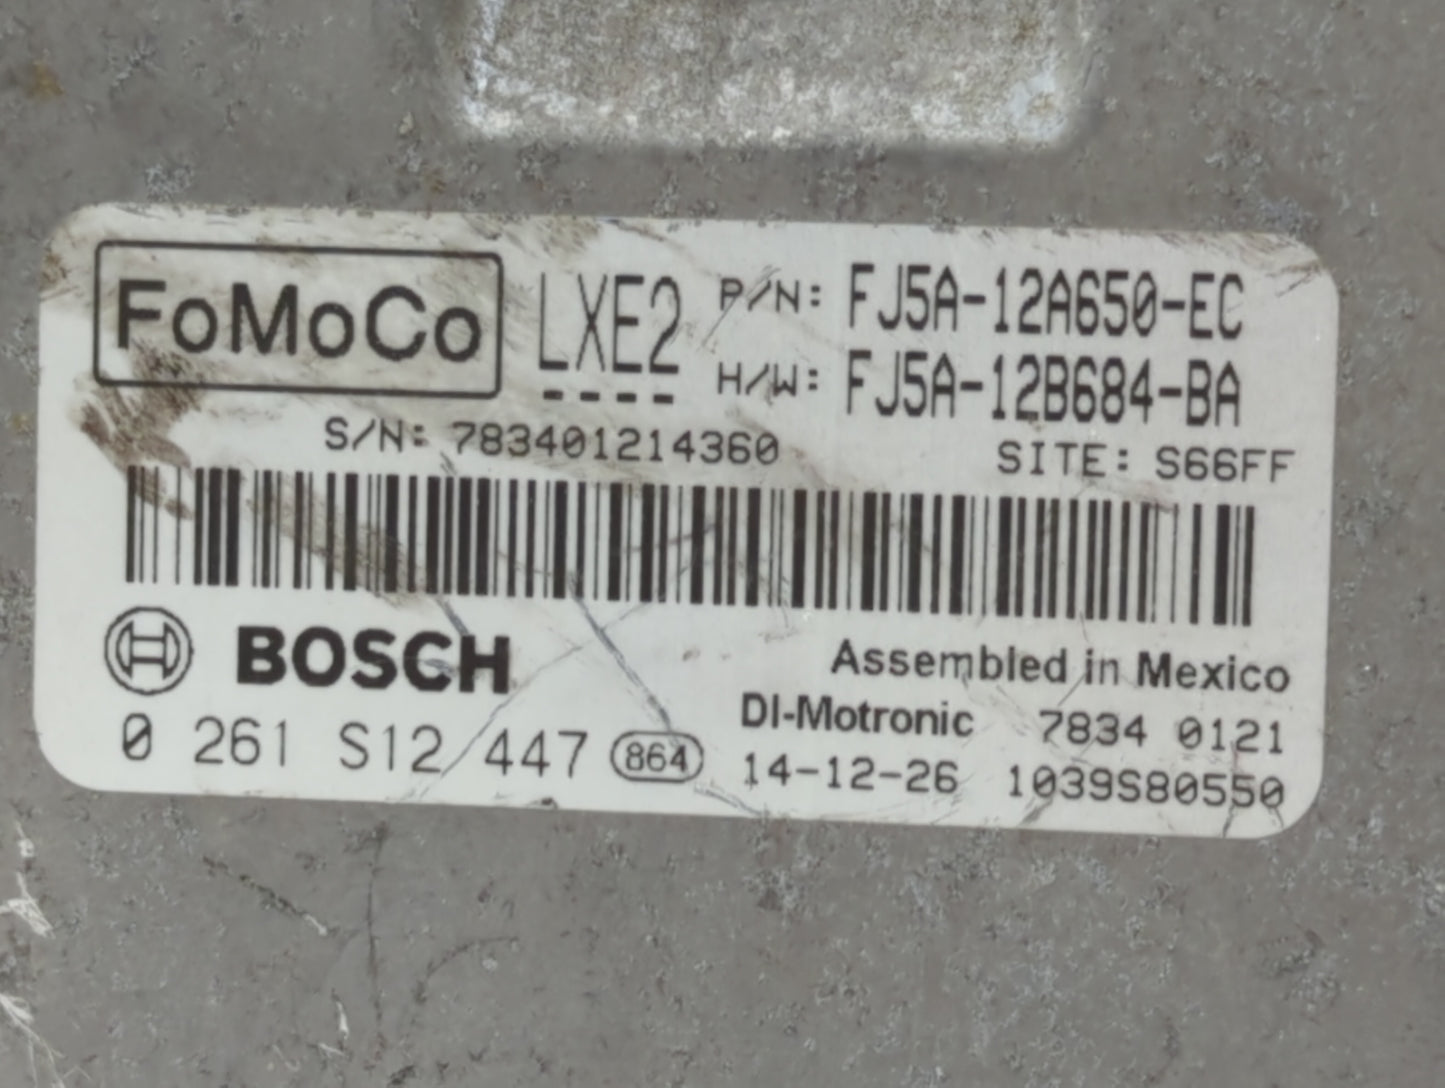 FoMoCo LXE2 P/N: FJ5A-12A650-EC
H/W: FJ5A-12B684-BA
S/N: 783401214360 SITE: S66FF
BOSCH Assembled in Mexico
DI-Motronic 7834 0121
0 261 S12 447 864 14-12-26 1039S80550